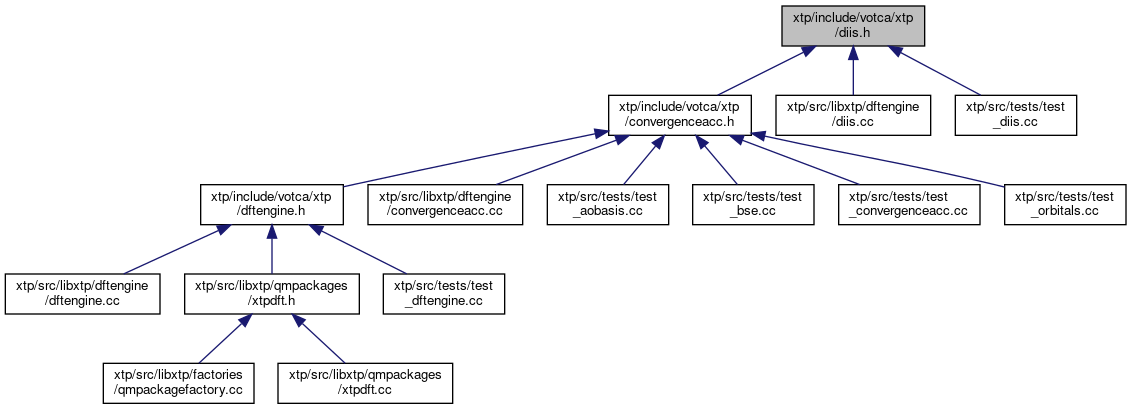 xtp/include/votca/xtp
/diis.h
xtp/include/votca/xtp
/convergenceacc.h
xtp/src/libxtp/dftengine
/diis.cc
xtp/src/tests/test
_diis.cc
xtp/include/votca/xtp
/dftengine.h
xtp/src/libxtp/dftengine
/convergenceacc.cc
xtp/src/tests/test
_aobasis.cc
xtp/src/tests/test
_bse.cc
xtp/src/tests/test
_convergenceacc.cc
xtp/src/tests/test
_orbitals.cc
xtp/src/libxtp/dftengine
/dftengine.cc
xtp/src/libxtp/qmpackages
/xtpdft.h
xtp/src/tests/test
_dftengine.cc
xtp/src/libxtp/factories
/qmpackagefactory.cc
xtp/src/libxtp/qmpackages
/xtpdft.cc